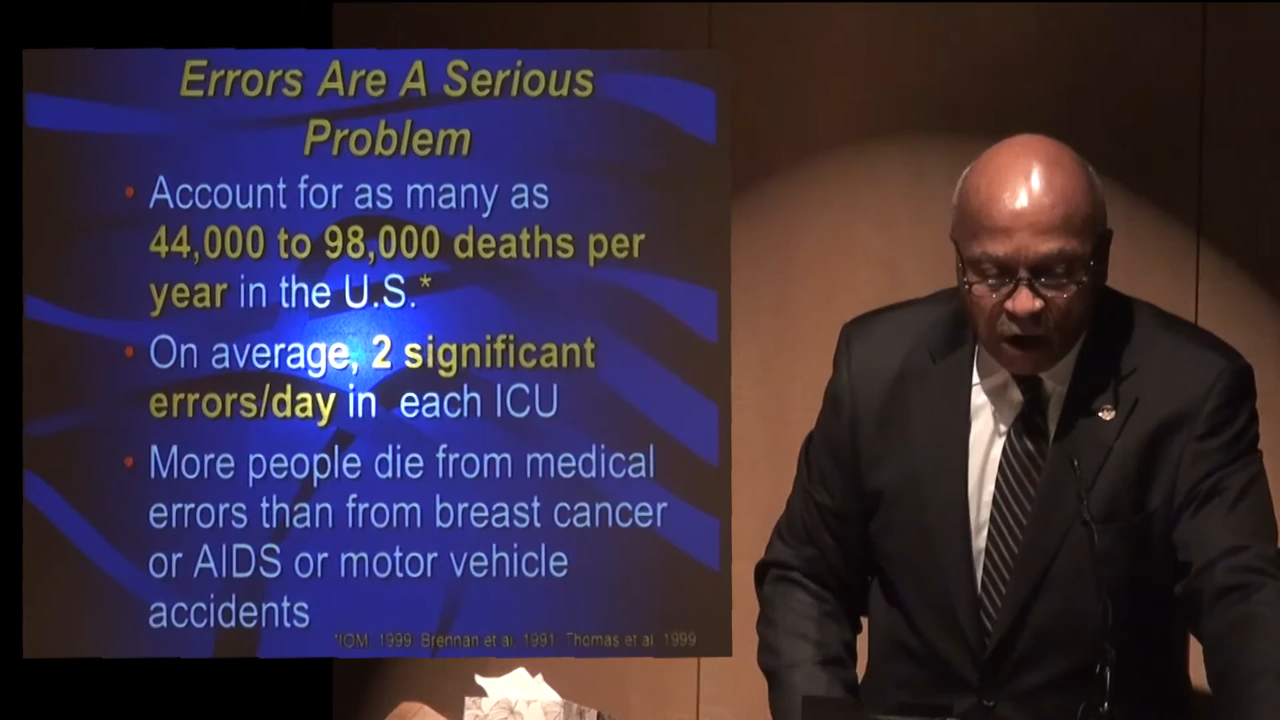 Errors Are A Serious
Problem
• Account for as many as
44,000 to 98,000 deaths per
year in the U.S.*
• On average, 2 significant
errors/day in each ICU
• More people die from medical
errors than from breast cancer
or AIDS or motor vehicle
accidents
*IOM, 1999 Brennan et al, 1991 Thomas et al, 1999